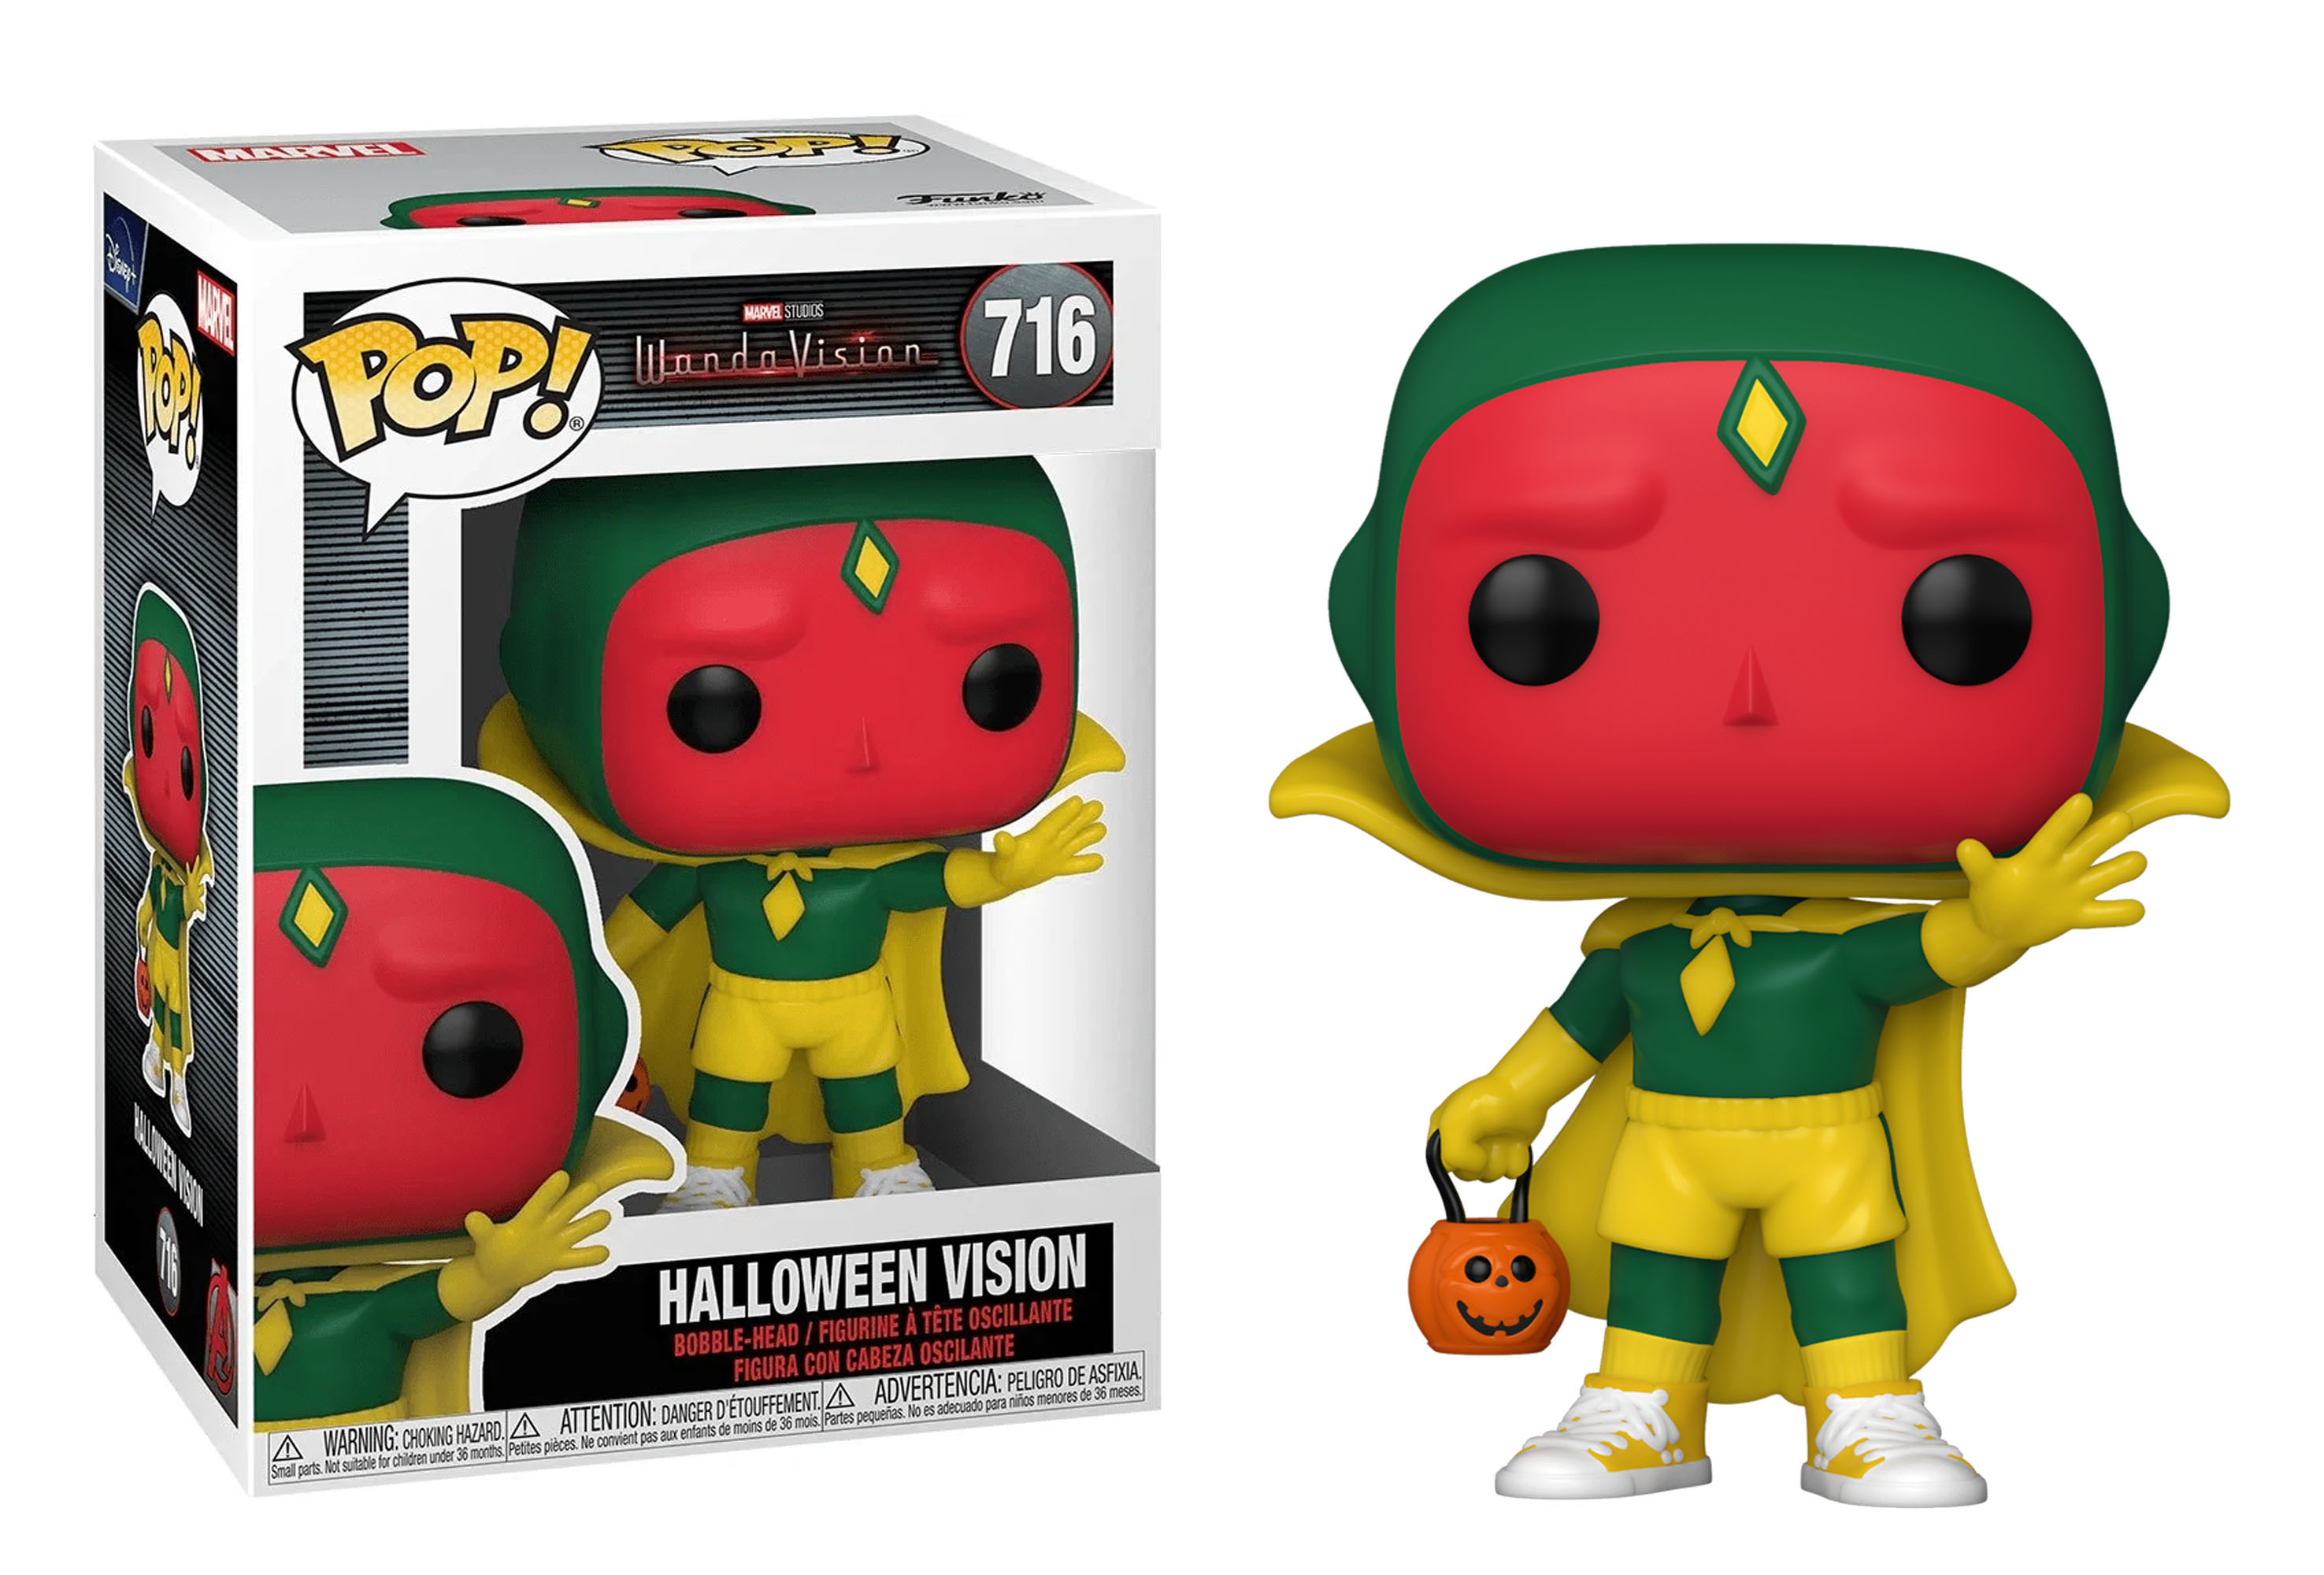 MARVEL
POP!
Funko
www.funko.com
Disney+
MARVEL
POP!
HALLOWEEN VISION
716
POP! ®
MARVEL STUDIOS
WandaVision
716
HALLOWEEN VISION
BOBBLE-HEAD / FIGURINE À TÊTE OSCILLANTE
FIGURA CON CABEZA OSCILANTE
WARNING: CHOKING HAZARD.
Small parts. Not suitable for children under 36 months.
ATTENTION: DANGER D'ÉTOUFFEMENT.
Petites pièces. Ne convient pas aux enfants de moins de 36 mois.
ADVERTENCIA: PELIGRO DE ASFIXIA.
Partes pequeñas. No es adecuado para niños menores de 36 meses.